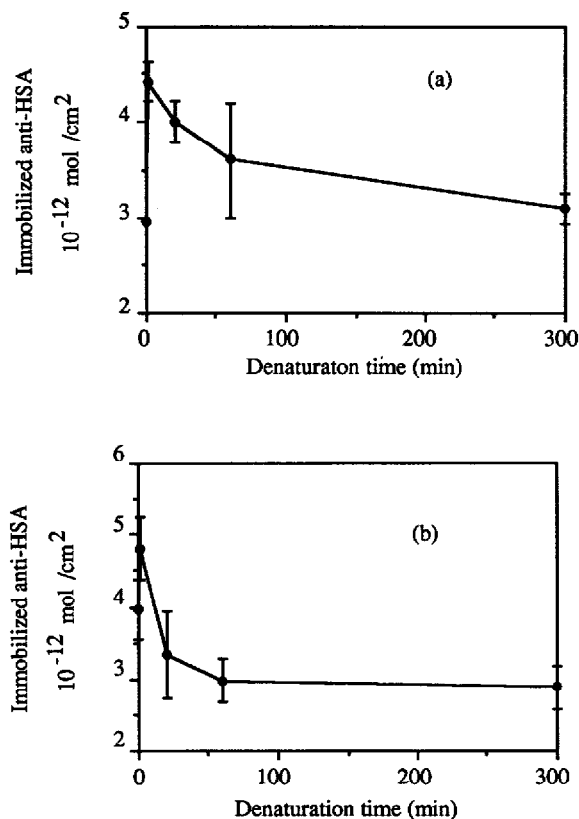 Immobilized anti-HSA
10⁻¹² mol /cm²
5
4
3
2
(a)
0
100
200
300
Denaturaton time (min)
Immobilized anti-HSA
10⁻¹² mol /cm²
6
5
4
3
2
(b)
0
100
200
300
Denaturation time (min)